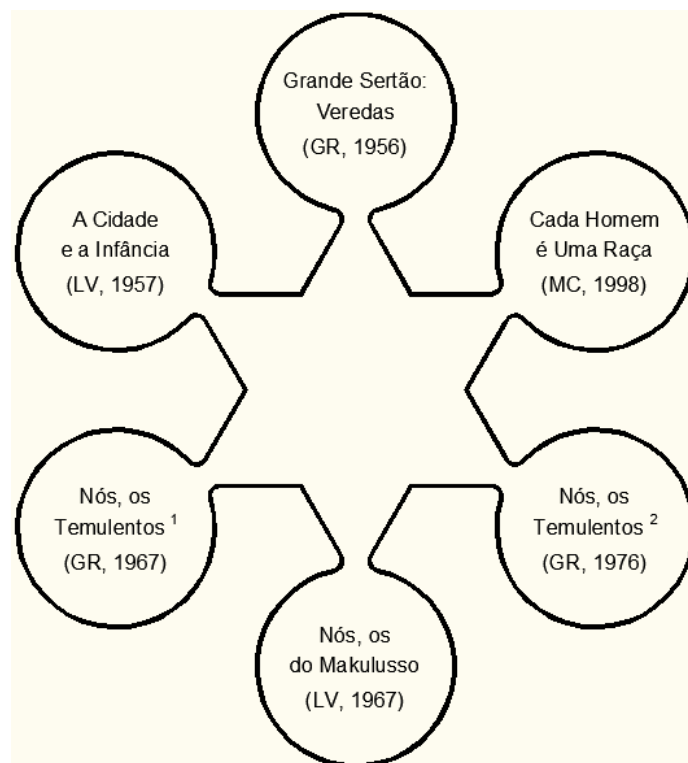 Grande Sertão:
Veredas
(GR, 1956)
A Cidade
e a Infância
(LV, 1957)
Cada Homem
é Uma Raça
(MC, 1998)
Nós, os
Temulentos ¹
(GR, 1967)
Nós, os
Temulentos ²
(GR, 1976)
Nós, os
do Makulusso
(LV, 1967)